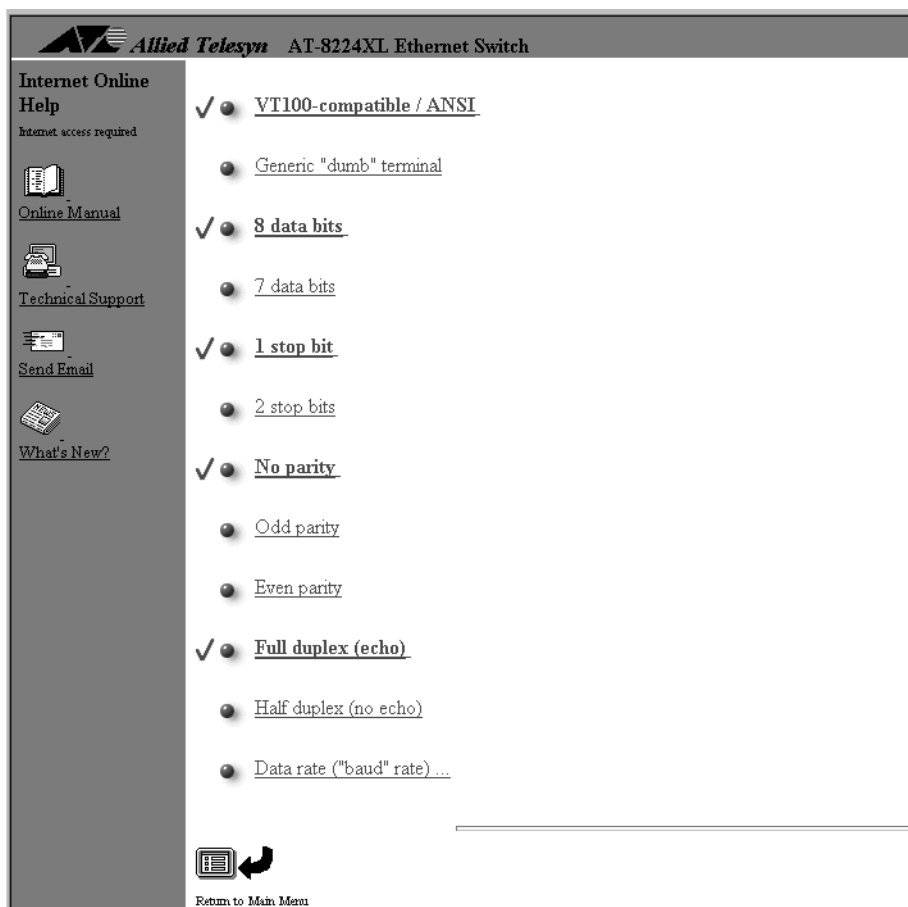 Allied Telesyn AT-8224XL Ethernet Switch
Internet Online
Help
Internet access required
Online Manual
Technical Support
Send Email
NEWS
What's New?
VT100-compatible / ANSI
Generic "dumb" terminal
8 data bits
7 data bits
1 stop bit
2 stop bits
No parity
Odd parity
Even parity
Full duplex (echo)
Half duplex (no echo)
Data rate ("baud" rate) ...
Return to Main Menu